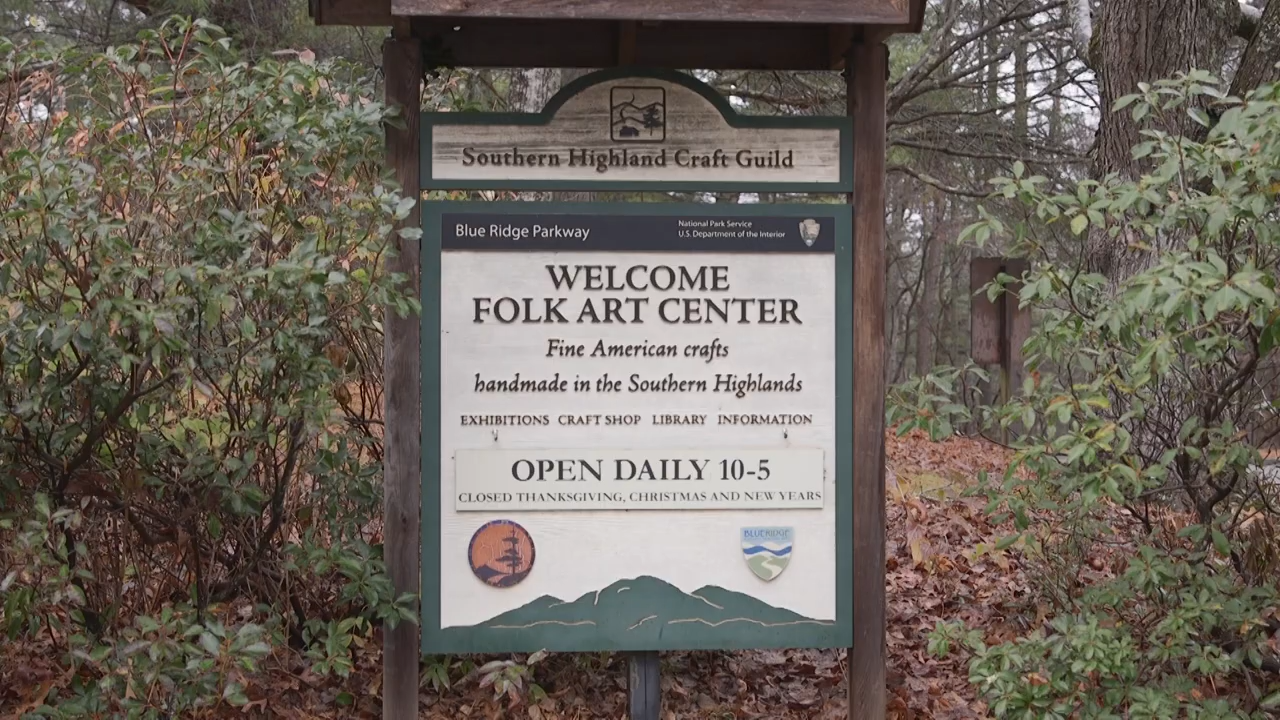 Southern Highland Craft Guild
Blue Ridge Parkway
National Park Service
U.S. Department of the Interior
WELCOME
FOLK ART CENTER
Fine American crafts
handmade in the Southern Highlands
EXHIBITIONS CRAFT SHOP LIBRARY INFORMATION
OPEN DAILY 10-5
CLOSED THANKSGIVING, CHRISTMAS AND NEW YEARS
BLUE RIDGE